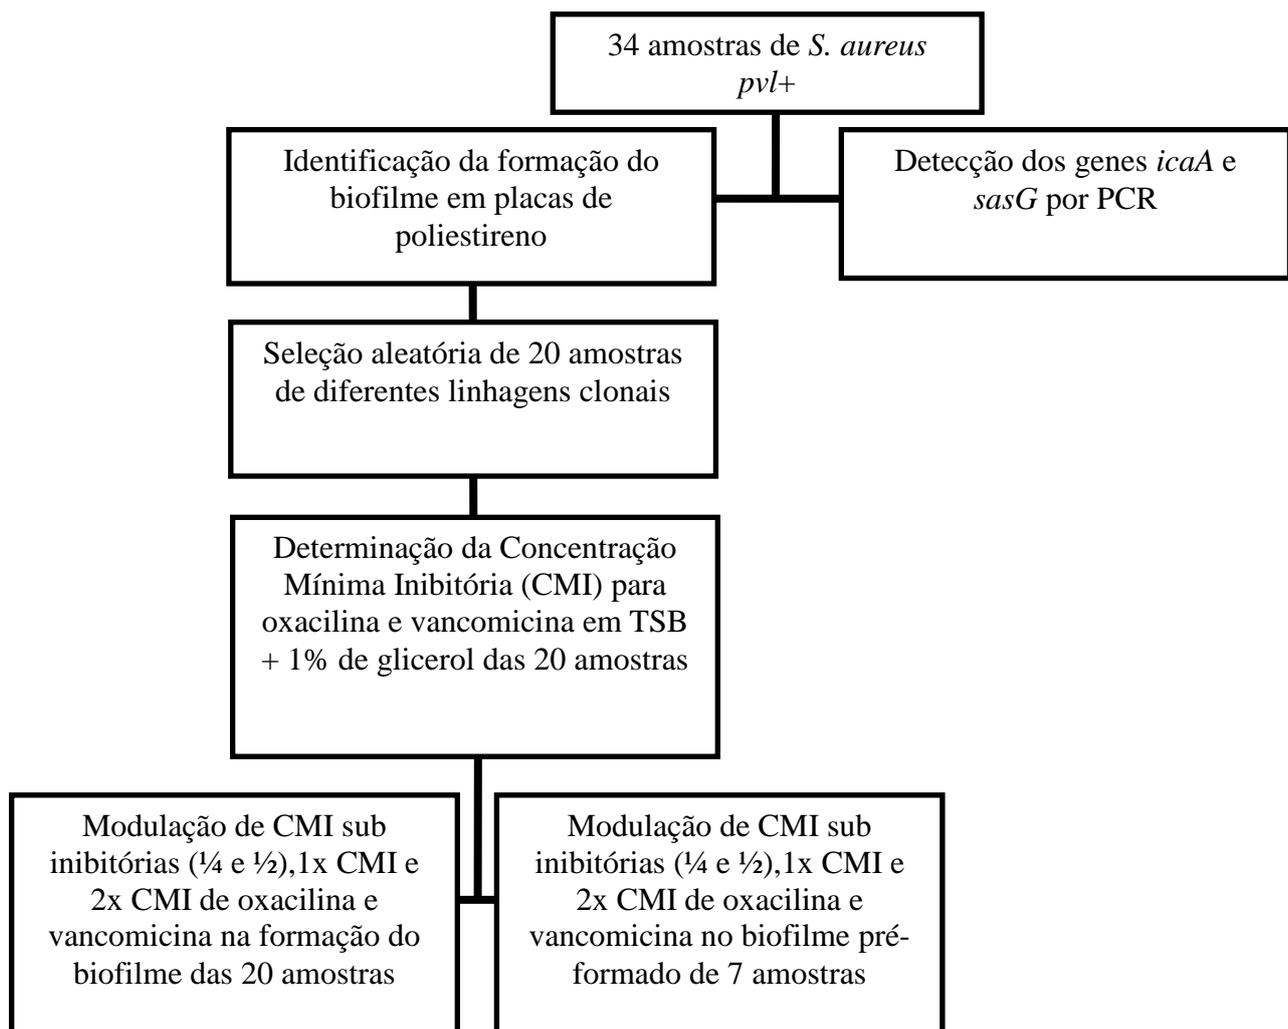 34 amostras de S. aureus
pvl+
Identificação da formação do
biofilme em placas de
poliestireno
Detecção dos genes icaA e
sasG por PCR
Seleção aleatória de 20 amostras
de diferentes linhagens clonais
Determinação da Concentração
Mínima Inibitória (CMI) para
oxacilina e vancomicina em TSB
+ 1% de glicerol das 20 amostras
Modulação de CMI sub
inibitórias (¼ e ½),1x CMI e
2x CMI de oxacilina e
vancomicina na formação do
biofilme das 20 amostras
Modulação de CMI sub
inibitórias (¼ e ½),1x CMI e
2x CMI de oxacilina e
vancomicina no biofilme pré-
formado de 7 amostras